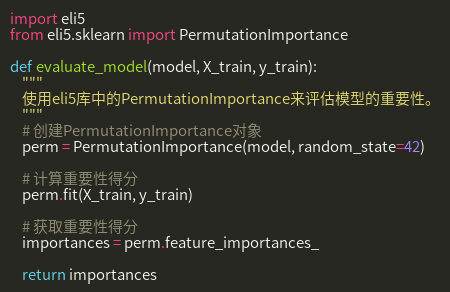 import eli5
from eli5.sklearn import PermutationImportance

def evaluate_model(model, X_train, y_train):
    """
    使用eli5库中的PermutationImportance来评估模型的重要性。
    """
    # 创建PermutationImportance对象
    perm = PermutationImportance(model, random_state=42)

    # 计算重要性得分
    perm.fit(X_train, y_train)

    # 获取重要性得分
    importances = perm.feature_importances_

    return importances